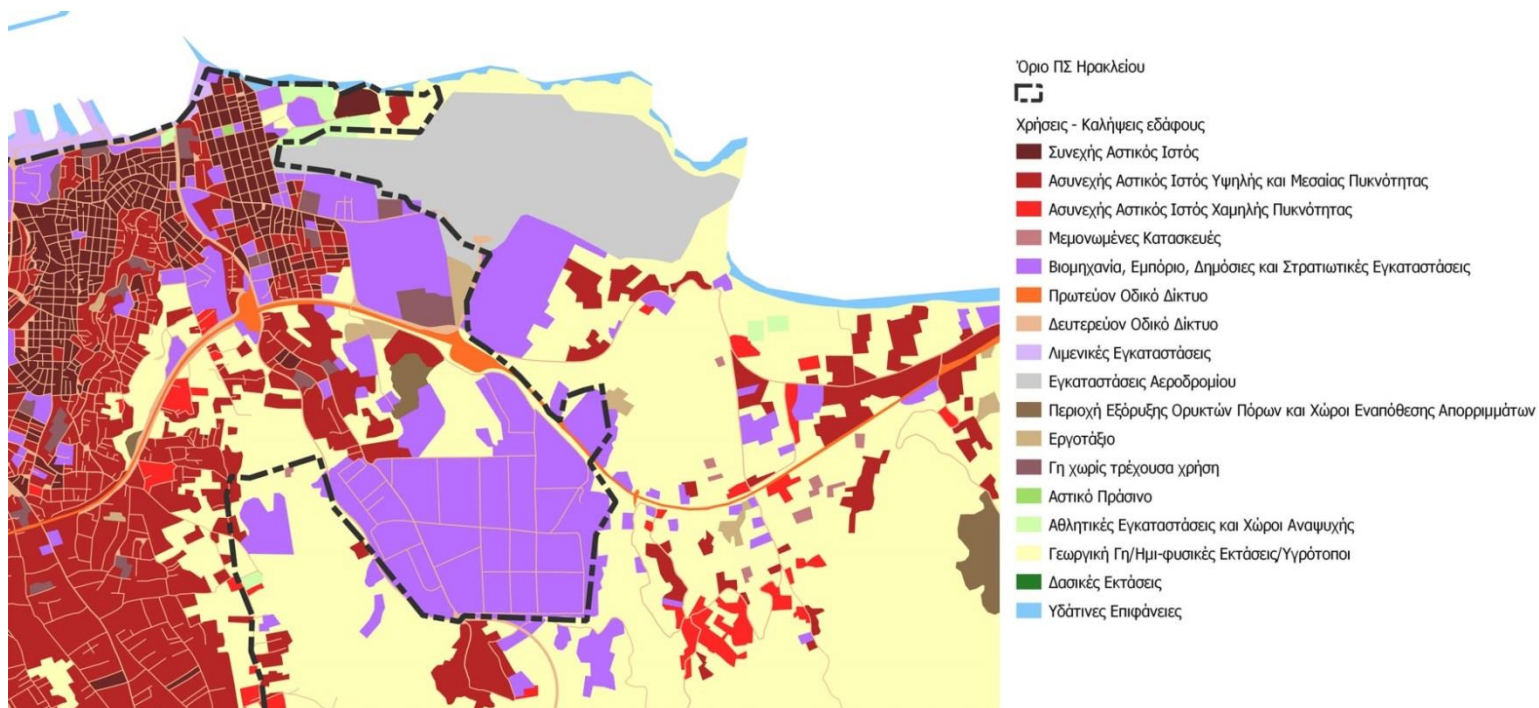 Όριο ΠΣ Ηρακλείου
Χρήσεις - Καλήψεις εδάφους
Συνεχής Αστικός Ιστός
Ασυνεχής Αστικός Ιστός Υψηλής και Μεσαίας Πυκνότητας
Ασυνεχής Αστικός Ιστός Χαμηλής Πυκνότητας
Μεμονωμένες Κατασκευές
Βιομηχανία, Εμπόριο, Δημόσιες και Στρατιωτικές Εγκαταστάσεις
Πρωτεύον Οδικό Δίκτυο
Δευτερεύον Οδικό Δίκτυο
Λιμενικές Εγκαταστάσεις
Εγκαταστάσεις Αεροδρομίου
Περιοχή Εξόρυξης Ορυκτών Πόρων και Χώροι Εναπόθεσης Απορριμμάτων
Εργοτάξιο
Γη χωρίς τρέχουσα χρήση
Αστικό Πράσινο
Αθλητικές Εγκαταστάσεις και Χώροι Αναψυχής
Γεωργική Γη/Ημι-φυσικές Εκτάσεις/Υγρότοποι
Δασικές Εκτάσεις
Υδάτινες Επιφάνειες